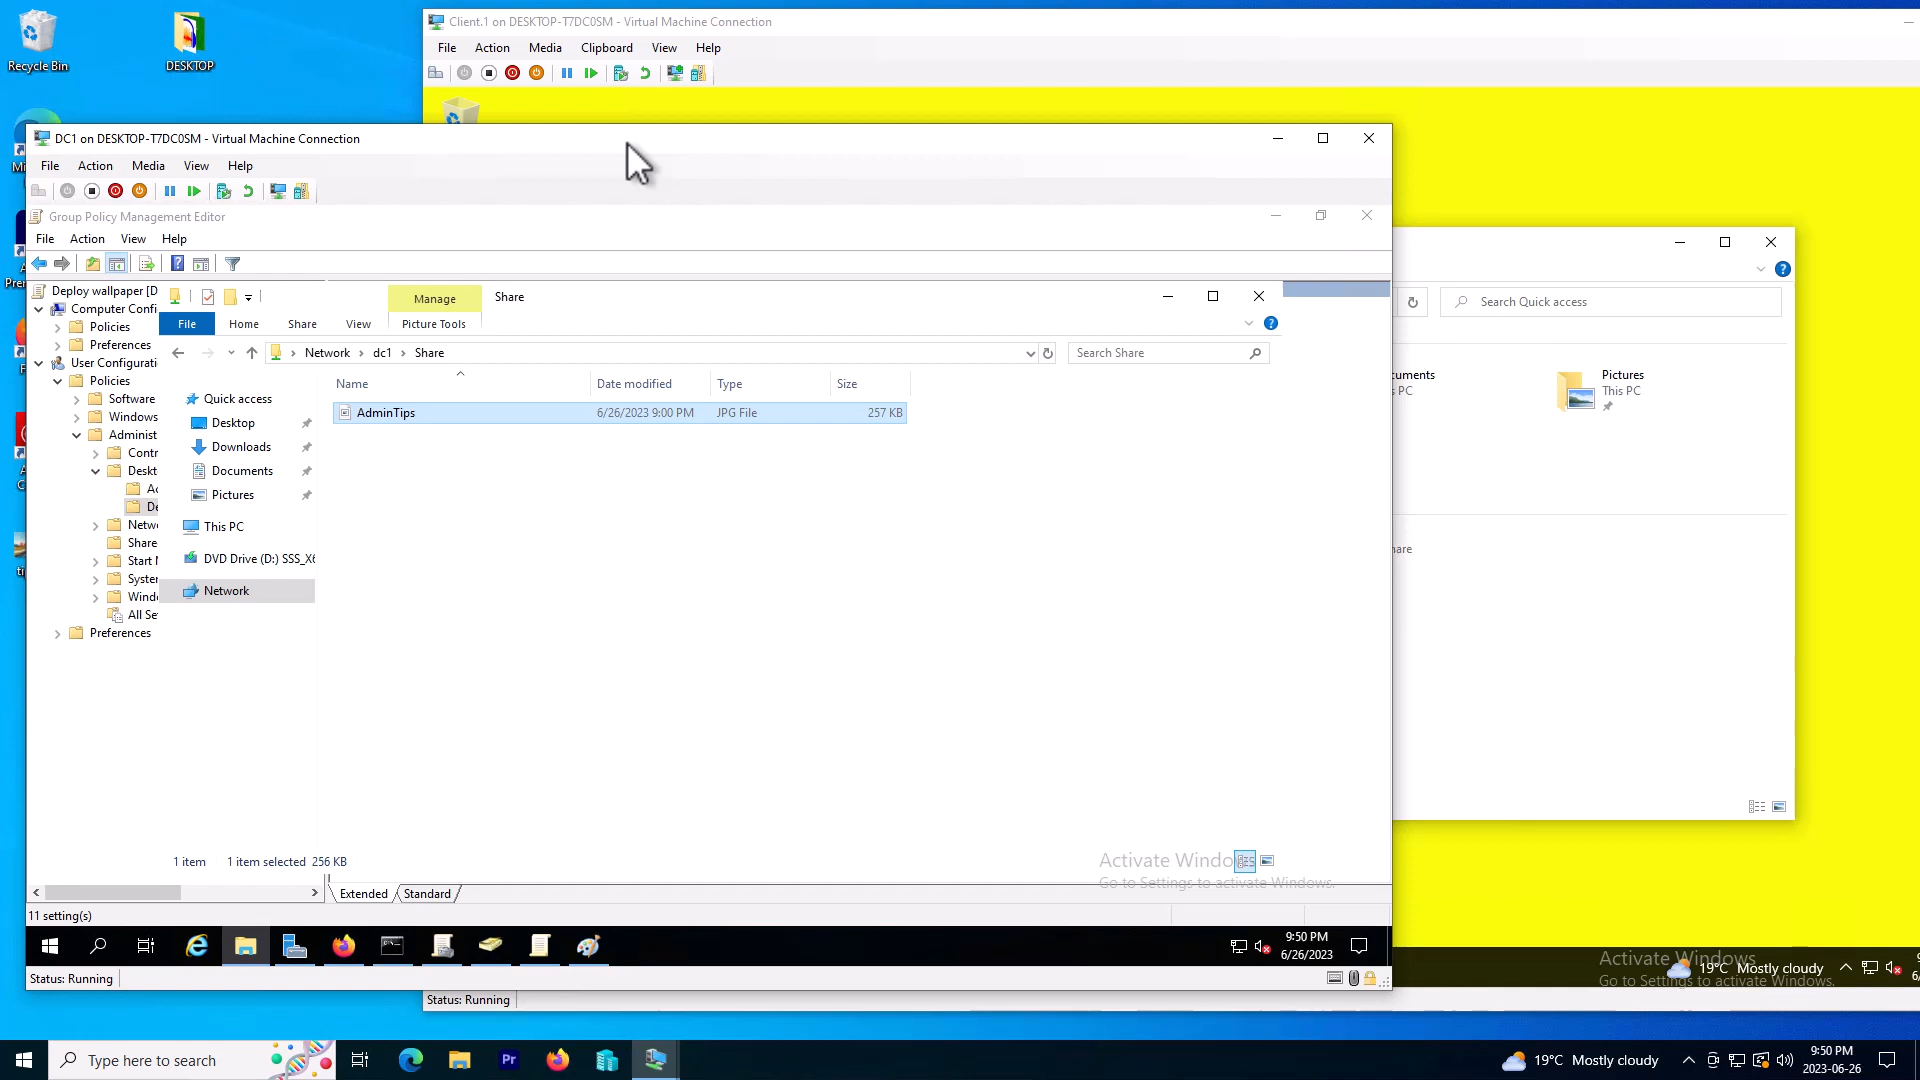 Recycle Bin
DESKTOP
Client.1 on DESKTOP-T7DC0SM - Virtual Machine Connection
File Action Media Clipboard View Help
DC1 on DESKTOP-T7DC0SM - Virtual Machine Connection
File Action Media View Help
Group Policy Management Editor
File Action View Help
Deploy wallpaper [D
Computer Confi
Policies
Preferences
User Configurati
Policies
Software
Windows
Administ
Contr
Deskt
Ac
De
Netwo
Share
Start M
Syster
Windo
All Se
Preferences
Manage
Share
File Home Share View Picture Tools
Network dc1 Share
Search Share
Name Date modified Type Size
AdminTips 6/26/2023 9:00 PM JPG File 257 KB
Quick access
Desktop
Downloads
Documents
Pictures
This PC
DVD Drive (D:) SSS_X6
Network
1 item 1 item selected 256 KB
Activate Windo
Go to Settings to activate Windows.
Extended Standard
11 setting(s)
9:50 PM
6/26/2023
Status: Running
Search Quick access
cuments
s PC
Pictures
This PC
hare
Activate Windows
Go to Settings to activate Windows.
19°C Mostly cloudy
Status: Running
Type here to search
Pr
19°C Mostly cloudy
9:50 PM
2023-06-26